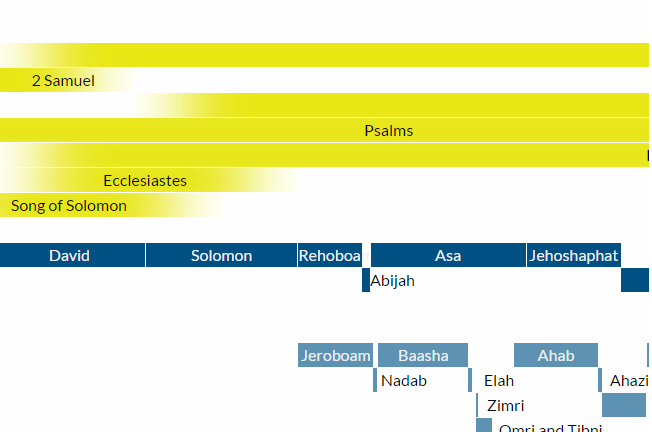 2 Samuel
Psalms
Ecclesiastes
Song of Solomon
David Solomon Rehoboa Asa Jehoshaphat
Abijah
Jeroboam Baasha Ahab
Nadab Elah Ahazi
Zimri
Omri and Tibni